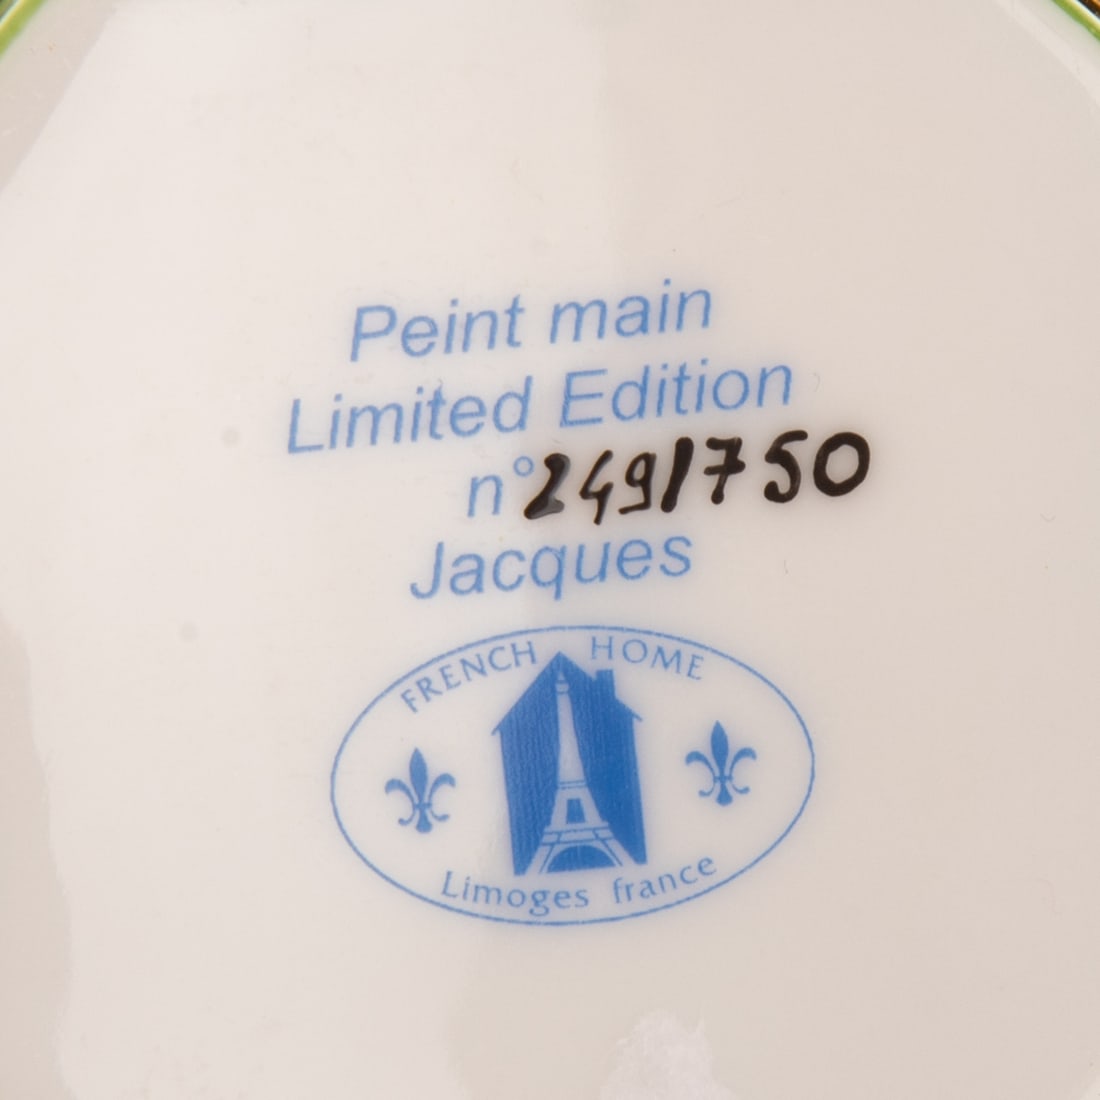 Peint main
Limited Edition
n°249/750
Jacques
FRENCH HOME
Limoges france